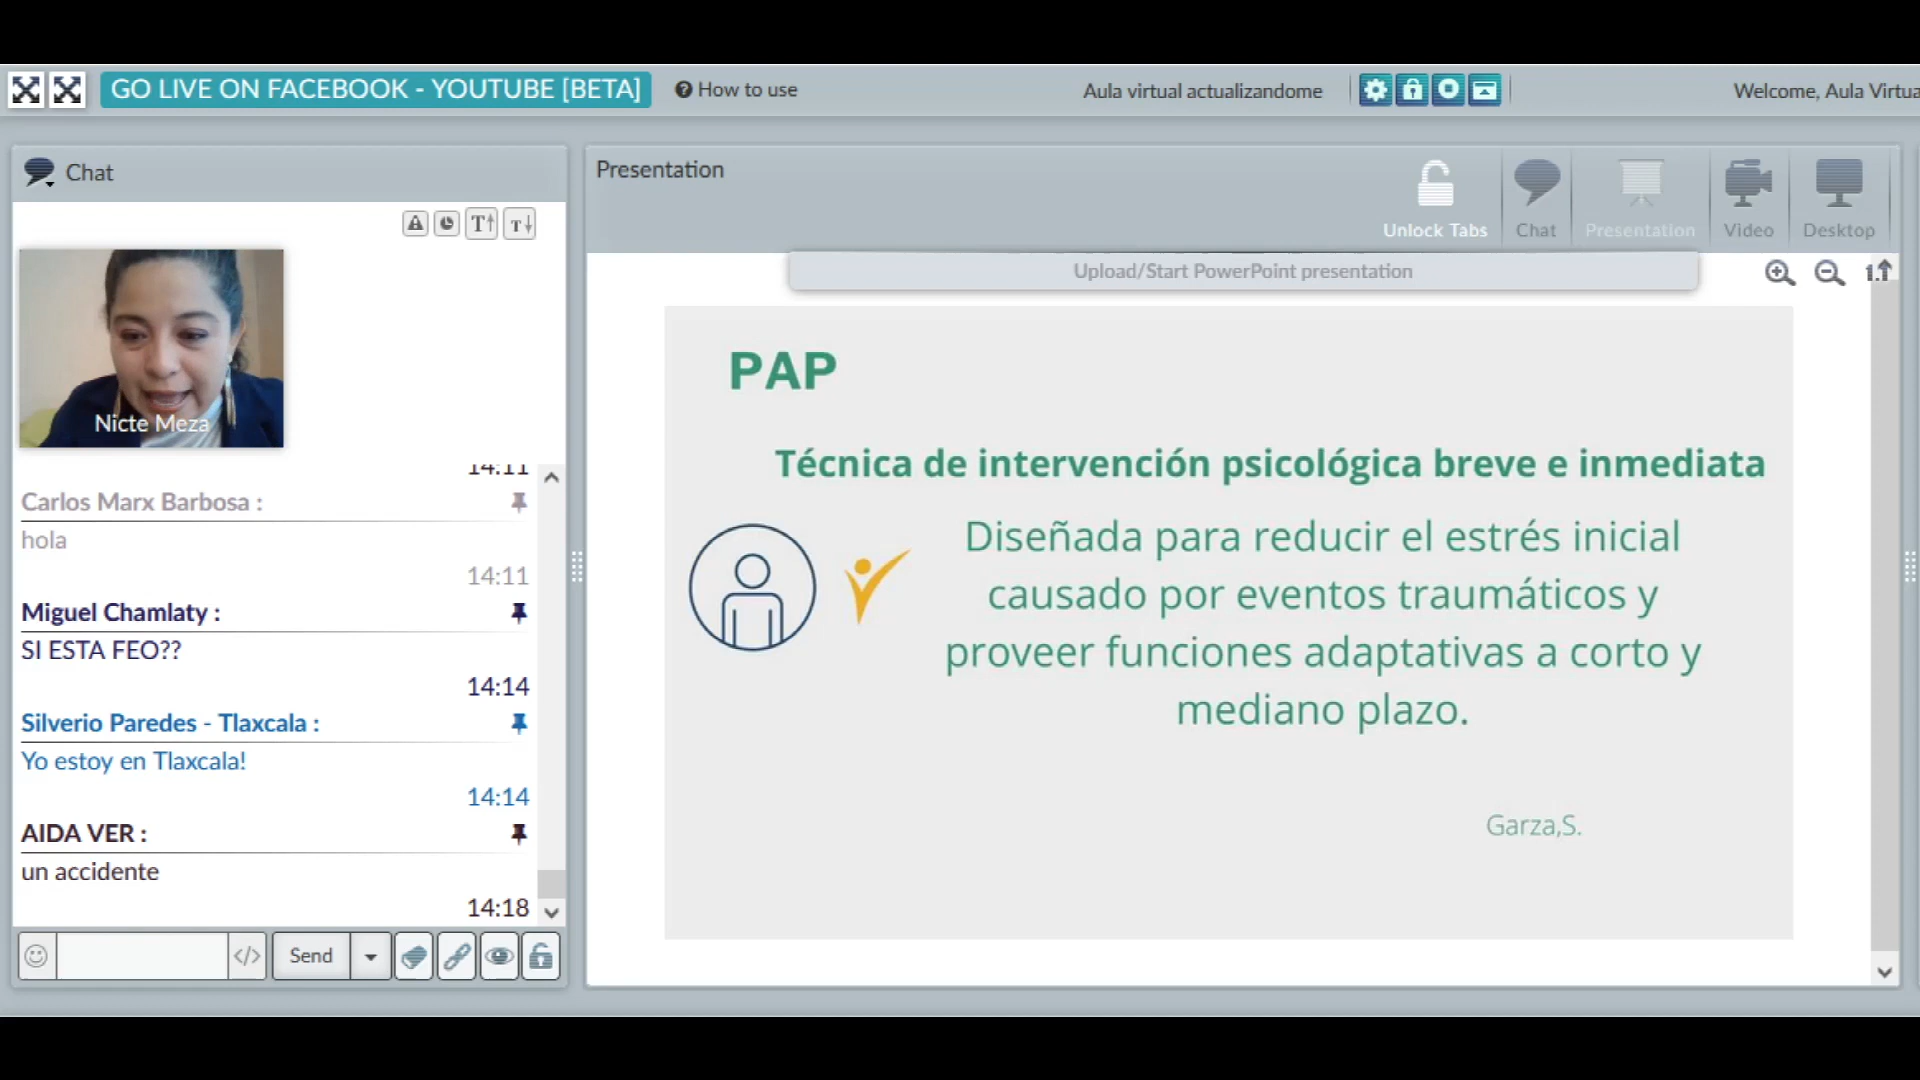 GO LIVE ON FACEBOOK - YOUTUBE [BETA]
How to use
Aula virtual actualizandome
Welcome, Aula Virtua
Chat
Nicte Meza
14:11
Carlos Marx Barbosa :
hola
14:11
Miguel Chamlaty :
SI ESTA FEO??
14:14
Silverio Paredes - Tlaxcala :
Yo estoy en Tlaxcala!
14:14
AIDA VER :
un accidente
14:18
Send
Presentation
Unlock Tabs
Chat
Presentation
Video
Desktop
Upload/Start PowerPoint presentation
PAP
Técnica de intervención psicológica breve e inmediata
Diseñada para reducir el estrés inicial
causado por eventos traumáticos y
proveer funciones adaptativas a corto y
mediano plazo.
Garza,S.